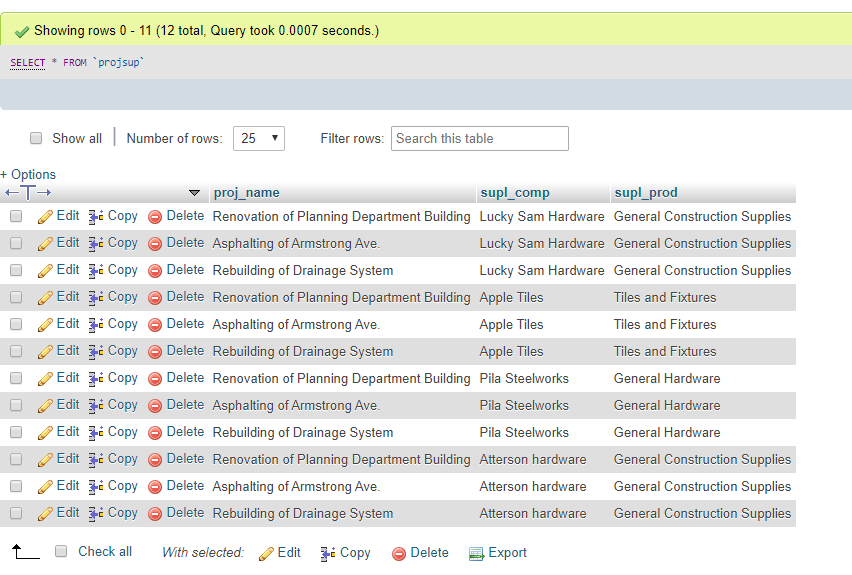 Showing rows 0 - 11 (12 total, Query took 0.0007 seconds.)
SELECT * FROM `projsup`
Show all Number of rows: 25 Filter rows: Search this table
+ Options
proj_name supl_comp supl_prod
Edit Copy Delete Renovation of Planning Department Building Lucky Sam Hardware General Construction Supplies
Edit Copy Delete Asphalting of Armstrong Ave. Lucky Sam Hardware General Construction Supplies
Edit Copy Delete Rebuilding of Drainage System Lucky Sam Hardware General Construction Supplies
Edit Copy Delete Renovation of Planning Department Building Apple Tiles Tiles and Fixtures
Edit Copy Delete Asphalting of Armstrong Ave. Apple Tiles Tiles and Fixtures
Edit Copy Delete Rebuilding of Drainage System Apple Tiles Tiles and Fixtures
Edit Copy Delete Renovation of Planning Department Building Pila Steelworks General Hardware
Edit Copy Delete Asphalting of Armstrong Ave. Pila Steelworks General Hardware
Edit Copy Delete Rebuilding of Drainage System Pila Steelworks General Hardware
Edit Copy Delete Renovation of Planning Department Building Atterson hardware General Construction Supplies
Edit Copy Delete Asphalting of Armstrong Ave. Atterson hardware General Construction Supplies
Edit Copy Delete Rebuilding of Drainage System Atterson hardware General Construction Supplies
Check all With selected: Edit Copy Delete Export